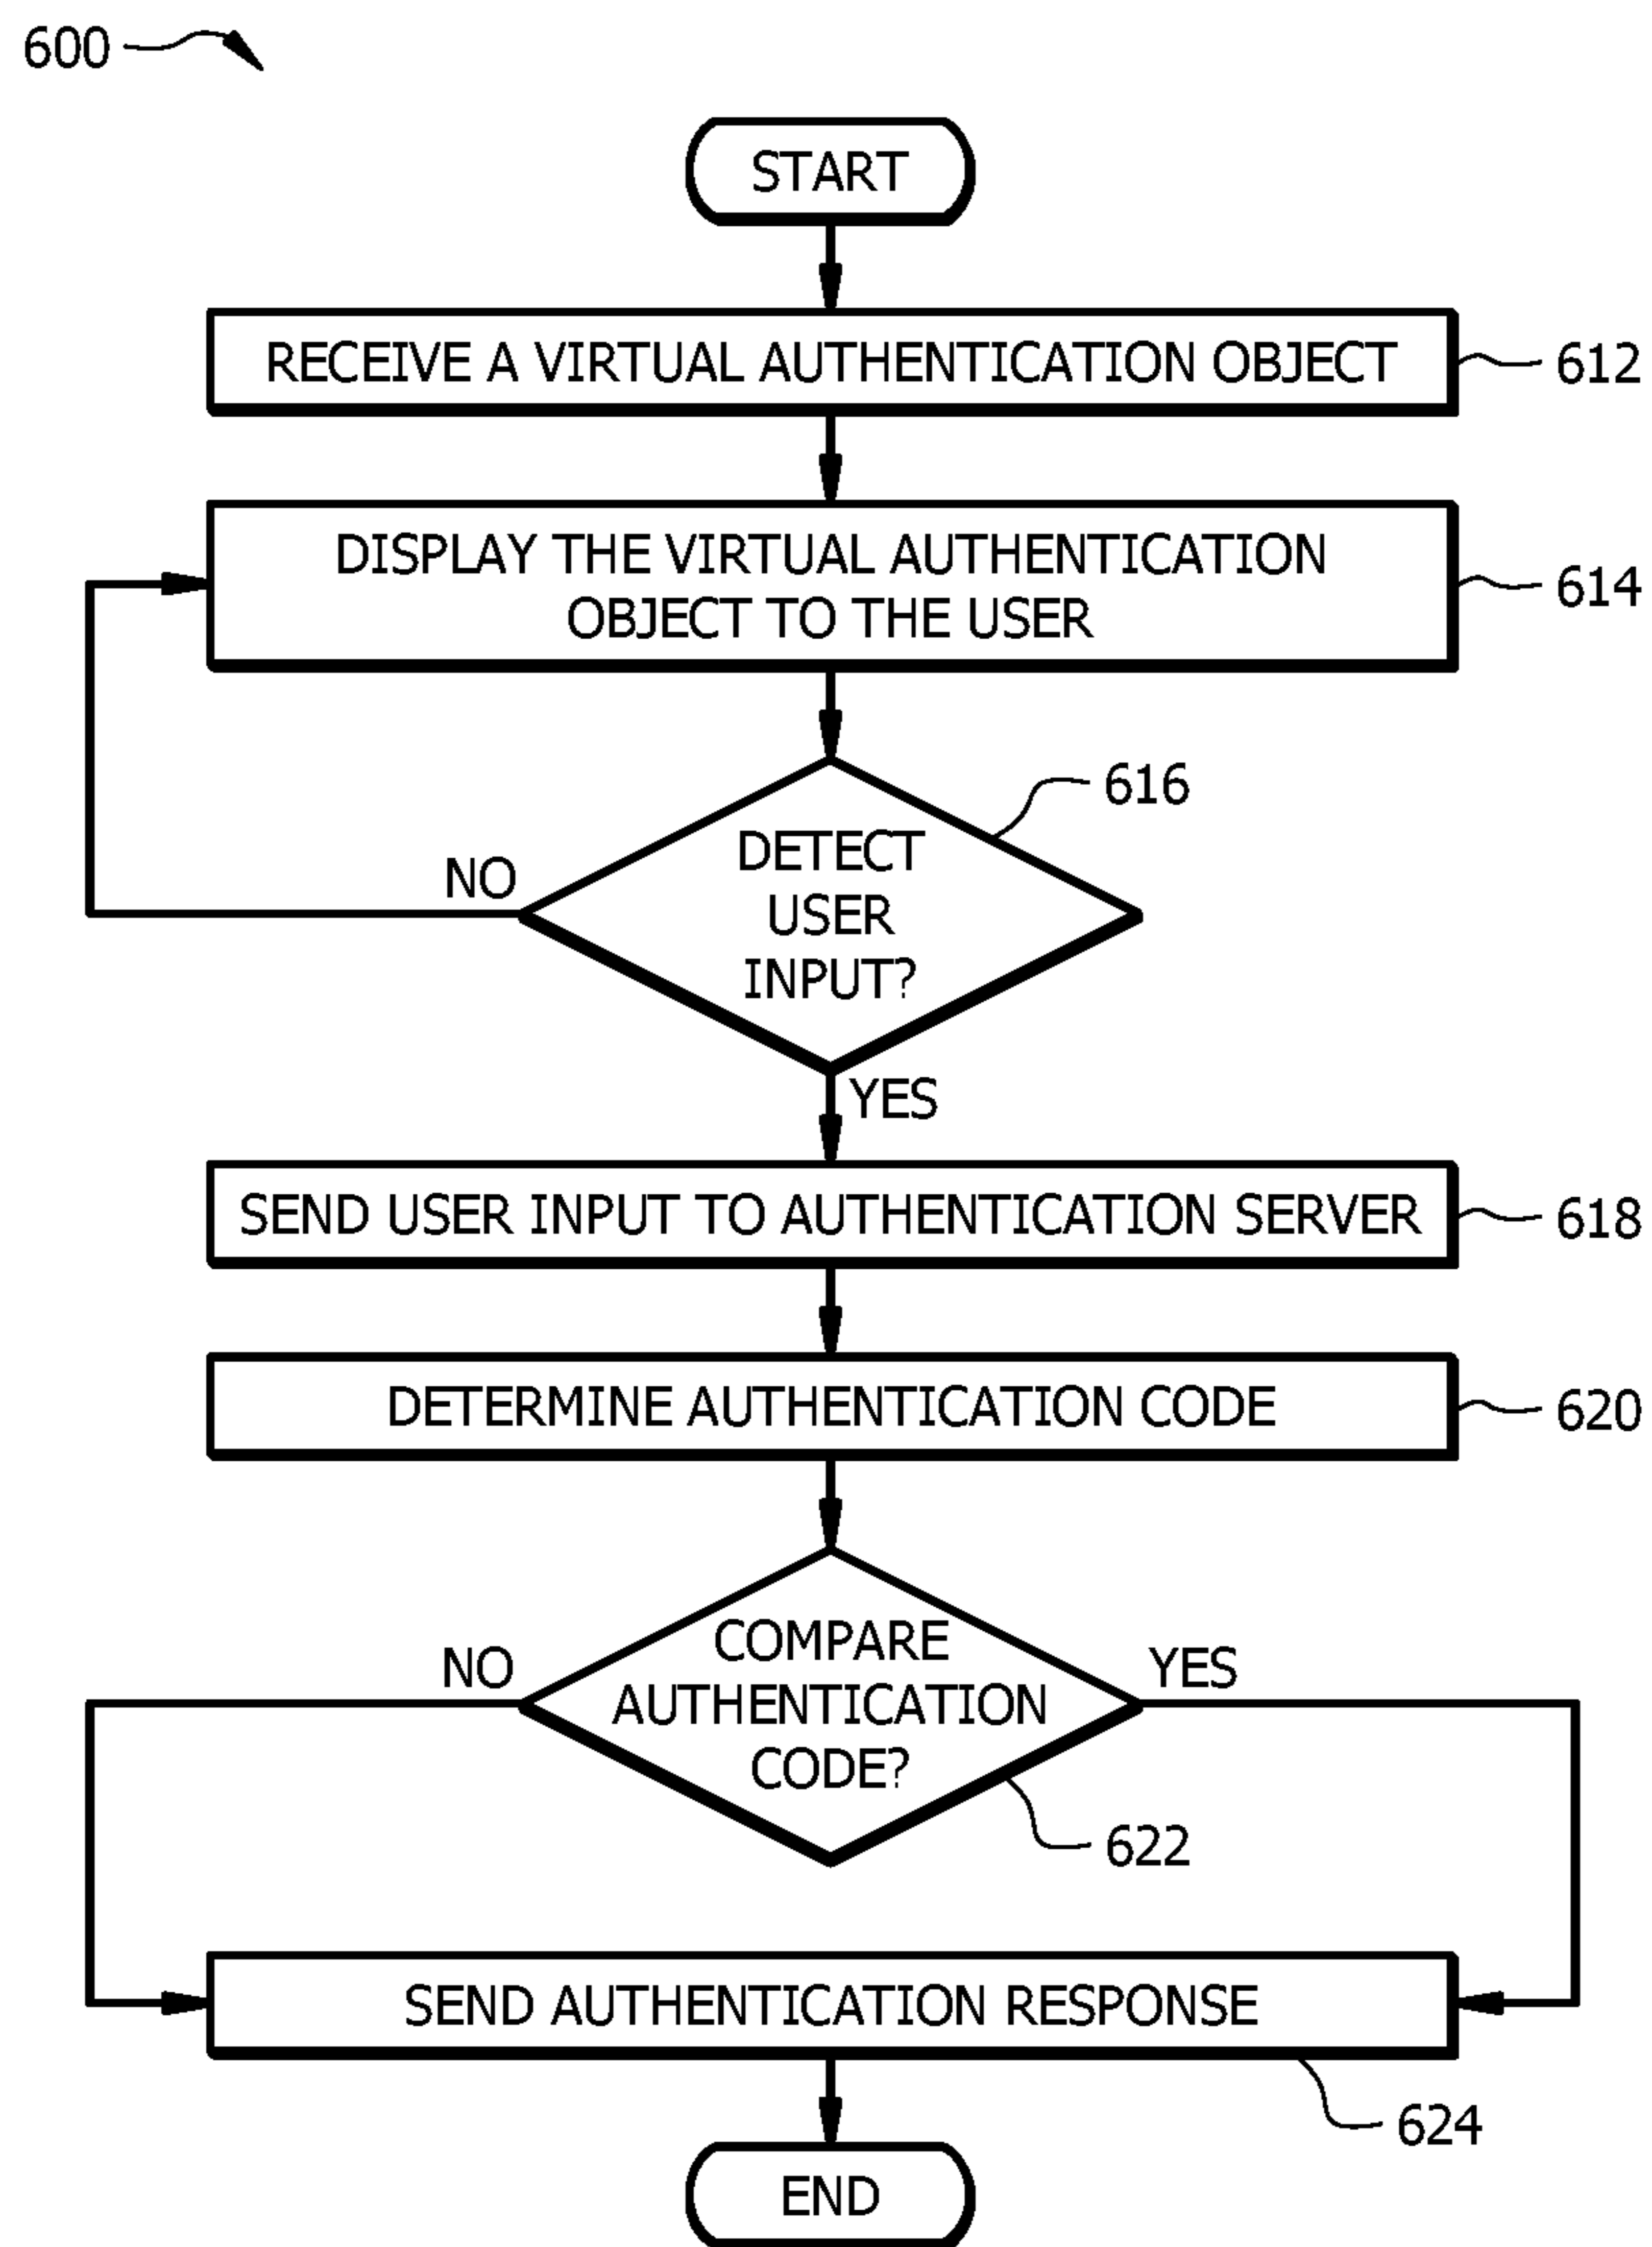 600
START
RECEIVE A VIRTUAL AUTHENTICATION OBJECT
612
DISPLAY THE VIRTUAL AUTHENTICATION
OBJECT TO THE USER
614
616
DETECT
USER
INPUT?
NO
YES
SEND USER INPUT TO AUTHENTICATION SERVER
618
DETERMINE AUTHENTICATION CODE
620
COMPARE
AUTHENTICATION
CODE?
NO
YES
622
SEND AUTHENTICATION RESPONSE
624
END